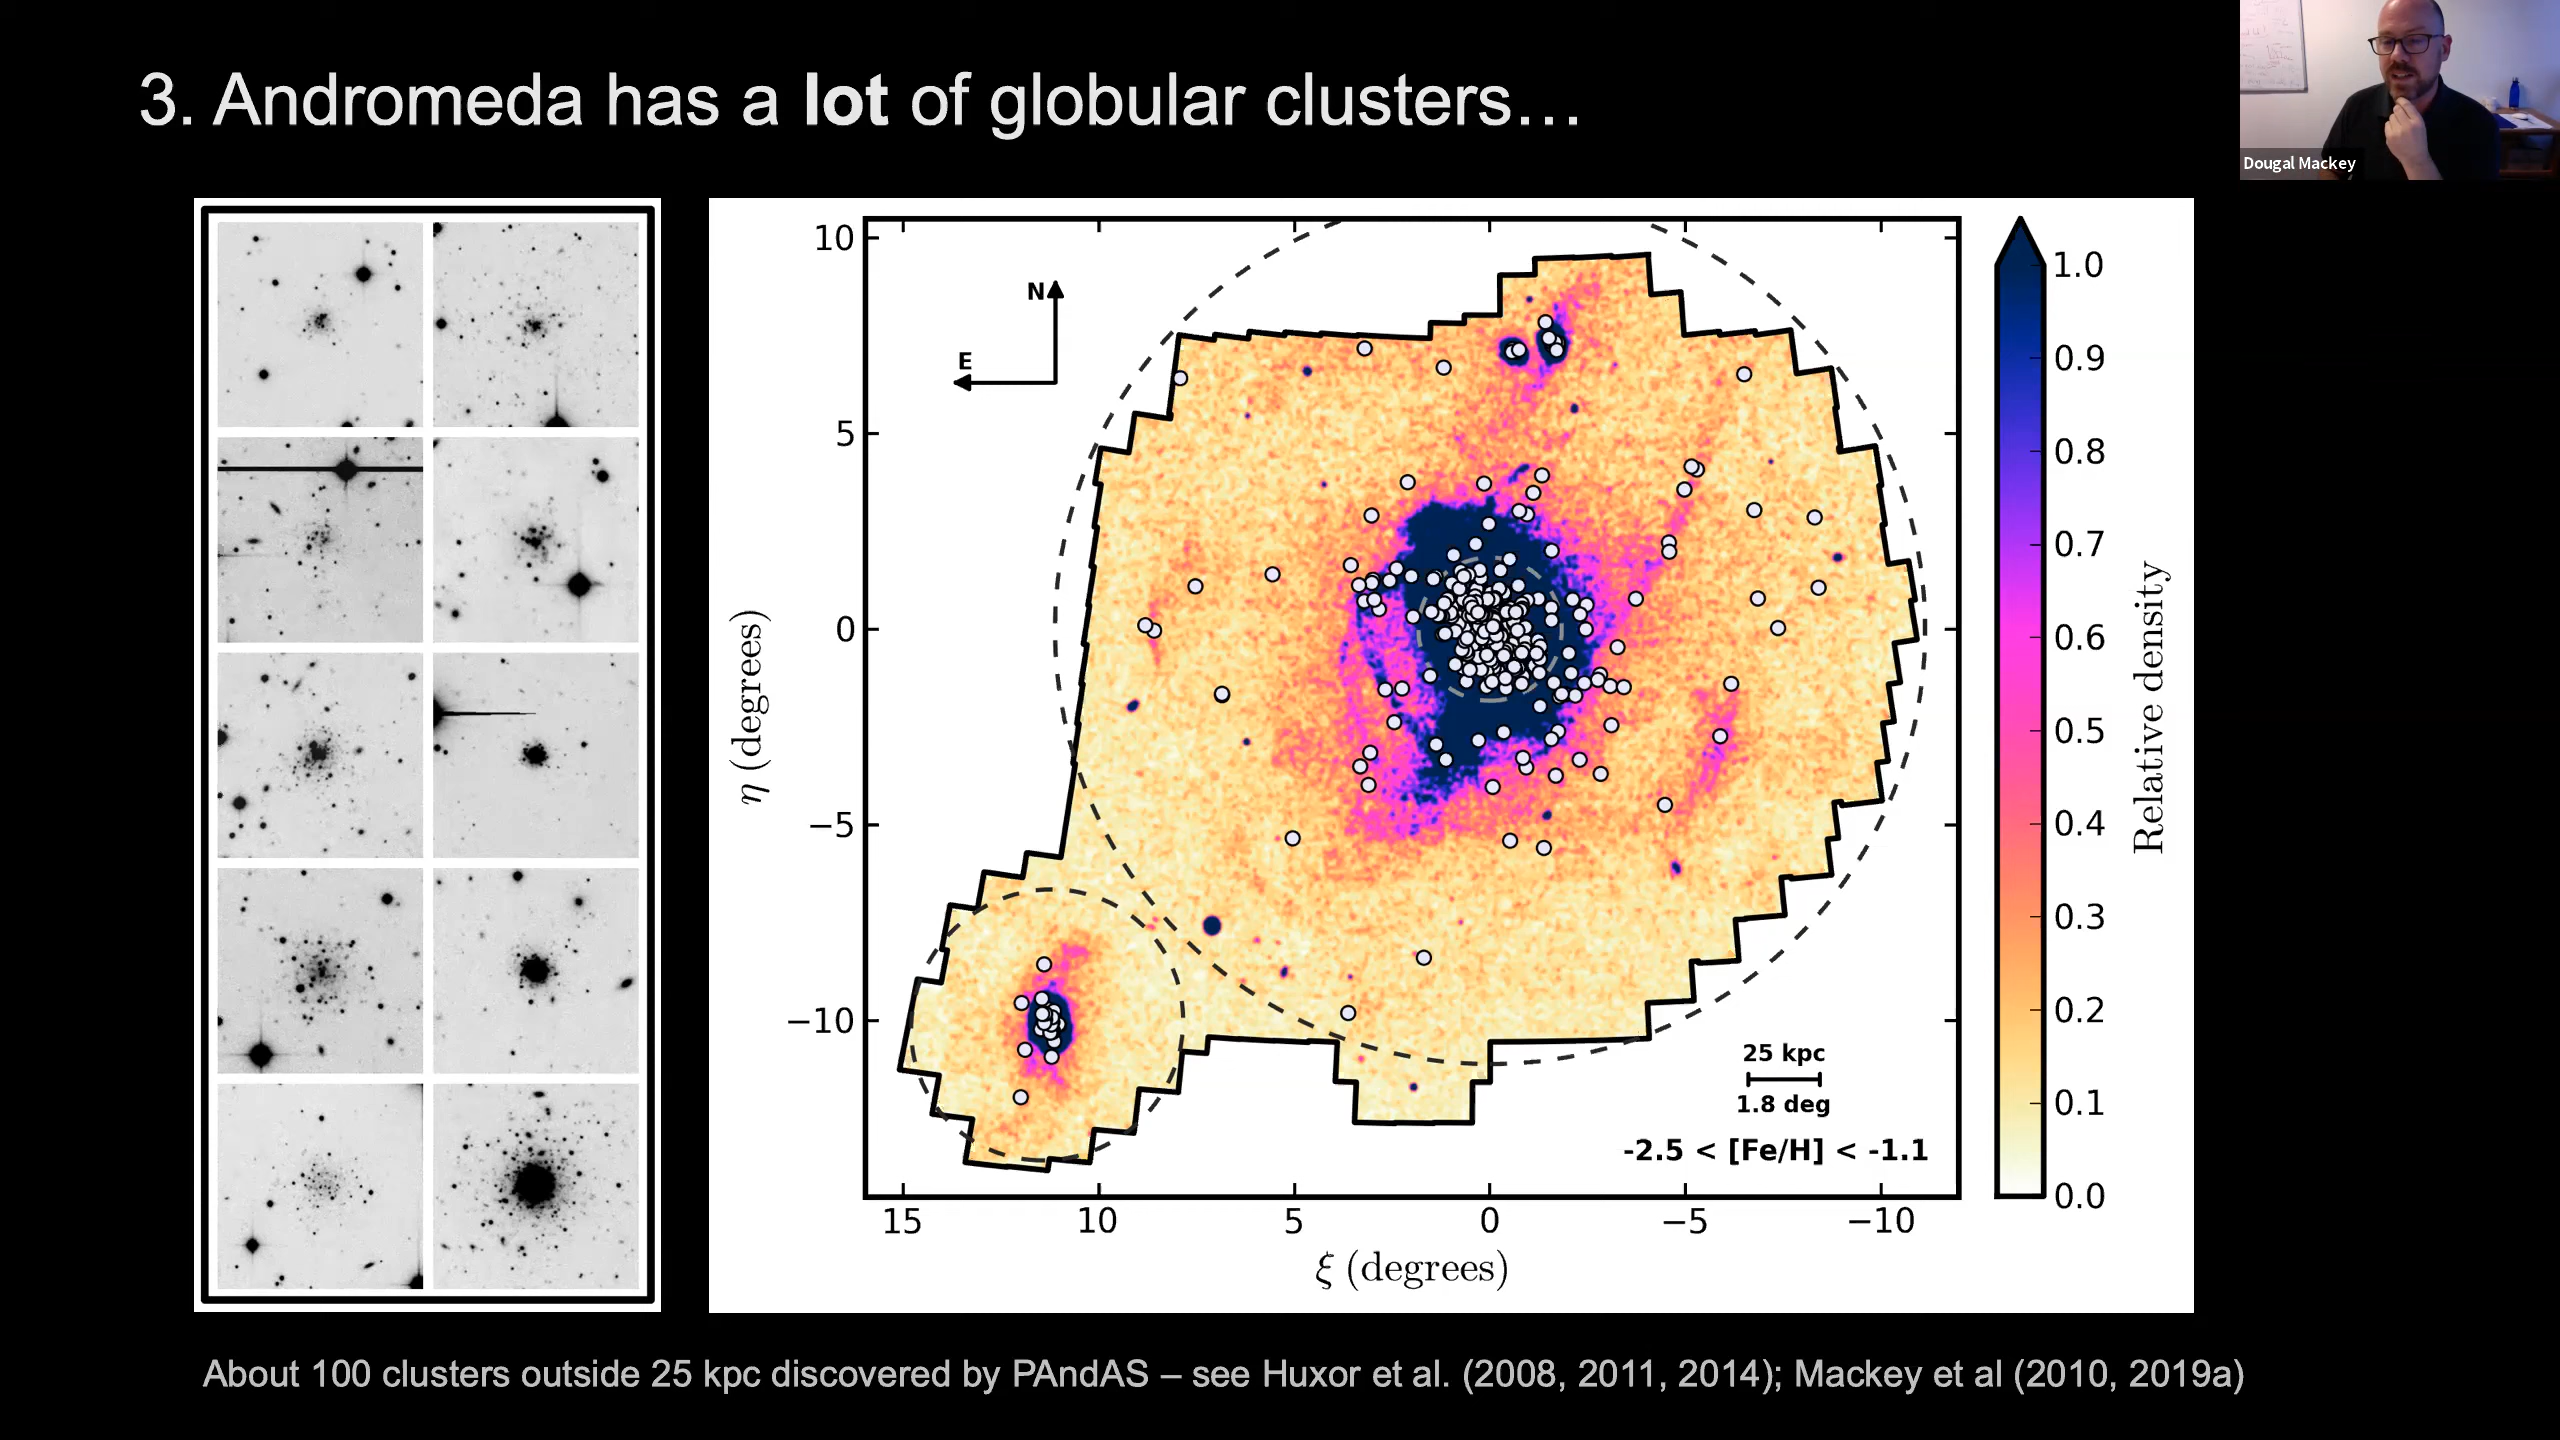 3. Andromeda has a lot of globular clusters…
Dougal Mackey
10
5
0
−5
−10
η (degrees)
N
E
25 kpc
1.8 deg
-2.5 < [Fe/H] < -1.1
15
10
5
0
−5
−10
ξ (degrees)
1.0
0.9
0.8
0.7
0.6
0.5
0.4
0.3
0.2
0.1
0.0
Relative density
About 100 clusters outside 25 kpc discovered by PAndAS – see Huxor et al. (2008, 2011, 2014); Mackey et al (2010, 2019a)